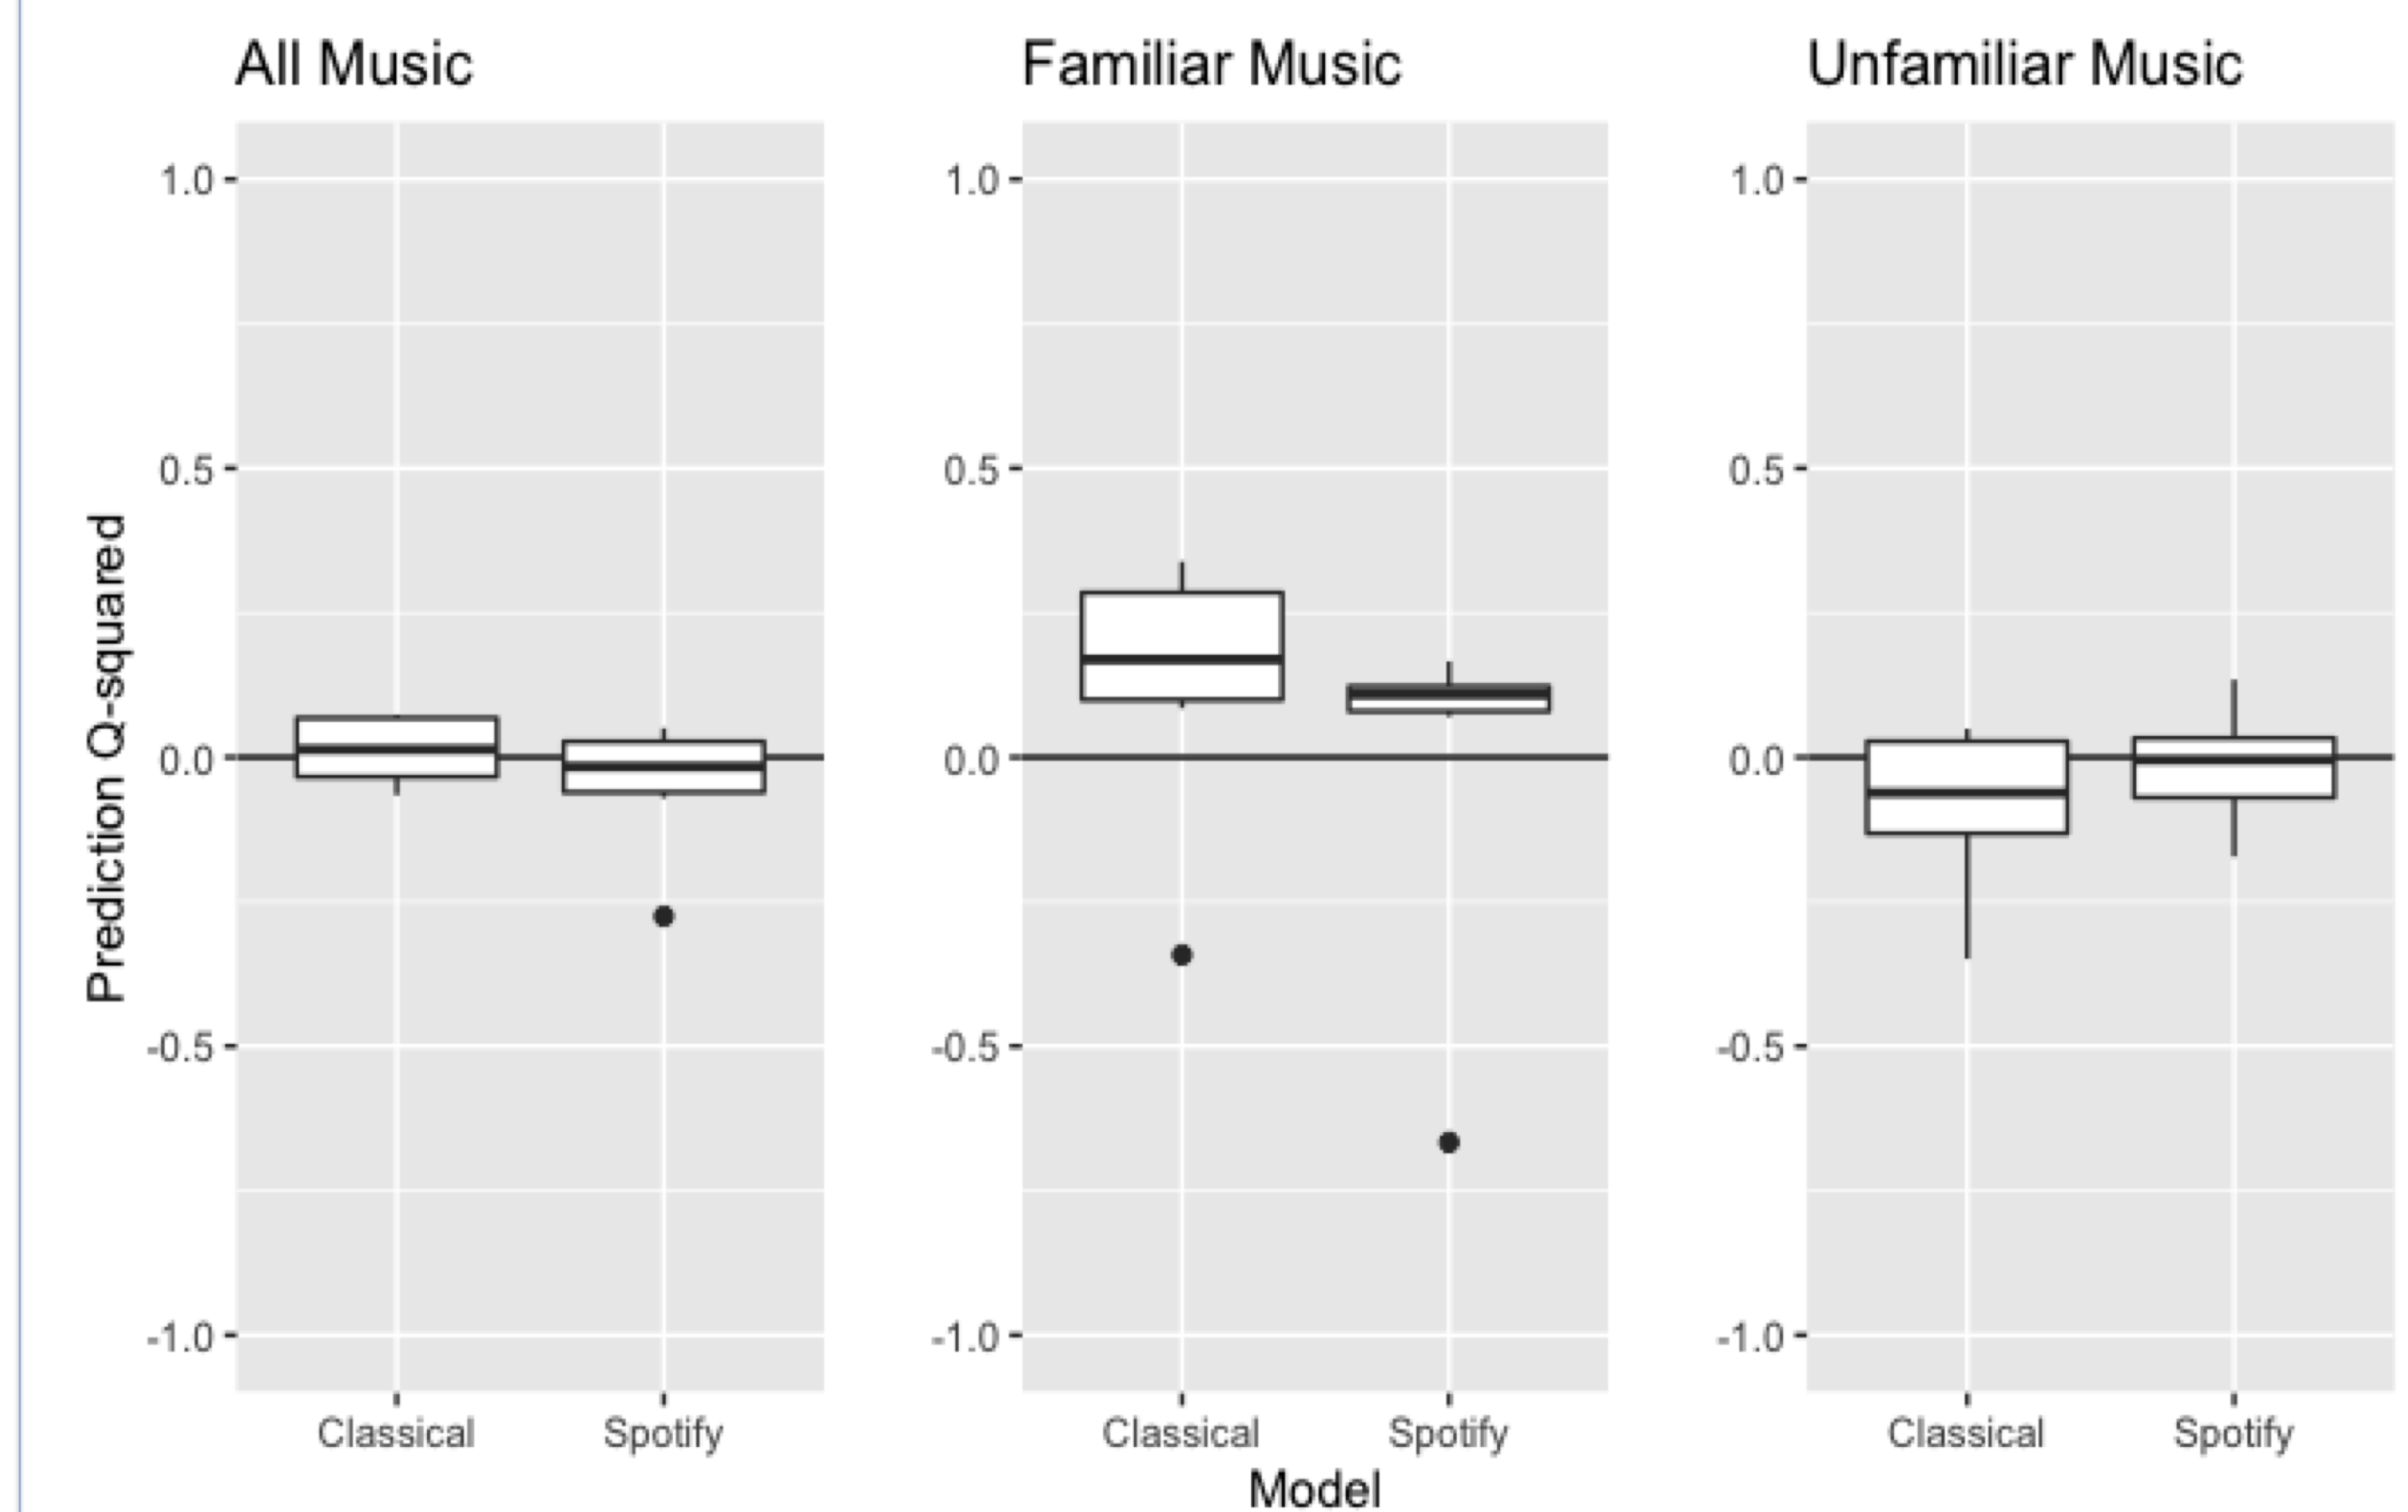 All Music
Familiar Music
Unfamiliar Music
Prediction Q-squared
1.0
0.5
0.0
-0.5
-1.0
Classical
Spotify
1.0
0.5
0.0
-0.5
-1.0
Classical
Spotify
1.0
0.5
0.0
-0.5
-1.0
Classical
Spotify
Model